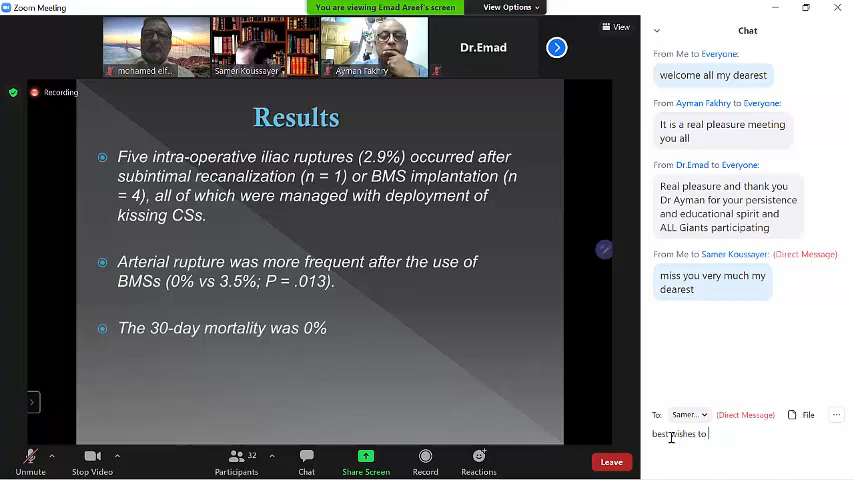 Zoom Meeting
You are viewing Emad Areef's screen
View Options
View
mohamed elf...
Samer Koussayer
Ayman Fakhry
Dr.Emad
Recording
Results
Five intra-operative iliac ruptures (2.9%) occurred after
subintimal recanalization (n = 1) or BMS implantation (n
= 4), all of which were managed with deployment of
kissing CSs.
Arterial rupture was more frequent after the use of
BMSs (0% vs 3.5%; P = .013).
The 30-day mortality was 0%
Unmute
Stop Video
32
Participants
Chat
Share Screen
Record
Reactions
Leave
Chat
From Me to Everyone:
welcome all my dearest
From Ayman Fakhry to Everyone:
It is a real pleasure meeting
you all
From Dr.Emad to Everyone:
Real pleasure and thank you
Dr Ayman for your persistence
and educational spirit and
ALL Giants participating
From Me to Samer Koussayer: (Direct Message)
miss you very much my
dearest
To: Samer... (Direct Message) File
best wishes to